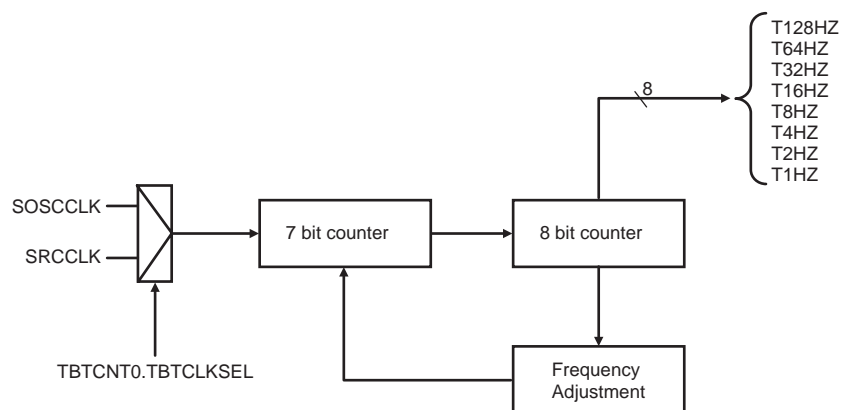 T128HZ
T64HZ
T32HZ
T16HZ
T8HZ
T4HZ
T2HZ
T1HZ
8
SOSCCLK
SRCCLK
7 bit counter
8 bit counter
TBTCNT0.TBTCLKSEL
Frequency
Adjustment